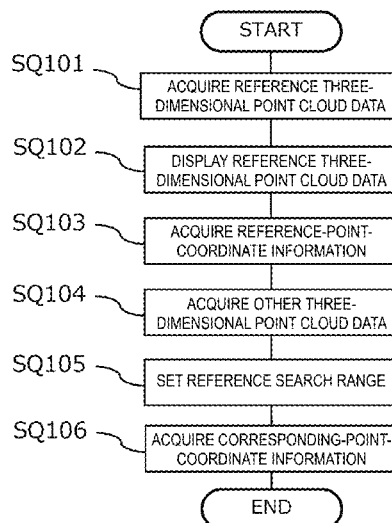 START
SQ101
ACQUIRE REFERENCE THREE-
DIMENSIONAL POINT CLOUD DATA
SQ102
DISPLAY REFERENCE THREE-
DIMENSIONAL POINT CLOUD DATA
SQ103
ACQUIRE REFERENCE-POINT-
COORDINATE INFORMATION
SQ104
ACQUIRE OTHER THREE-
DIMENSIONAL POINT CLOUD DATA
SQ105
SET REFERENCE SEARCH RANGE
SQ106
ACQUIRE CORRESPONDING-POINT-
COORDINATE INFORMATION
END